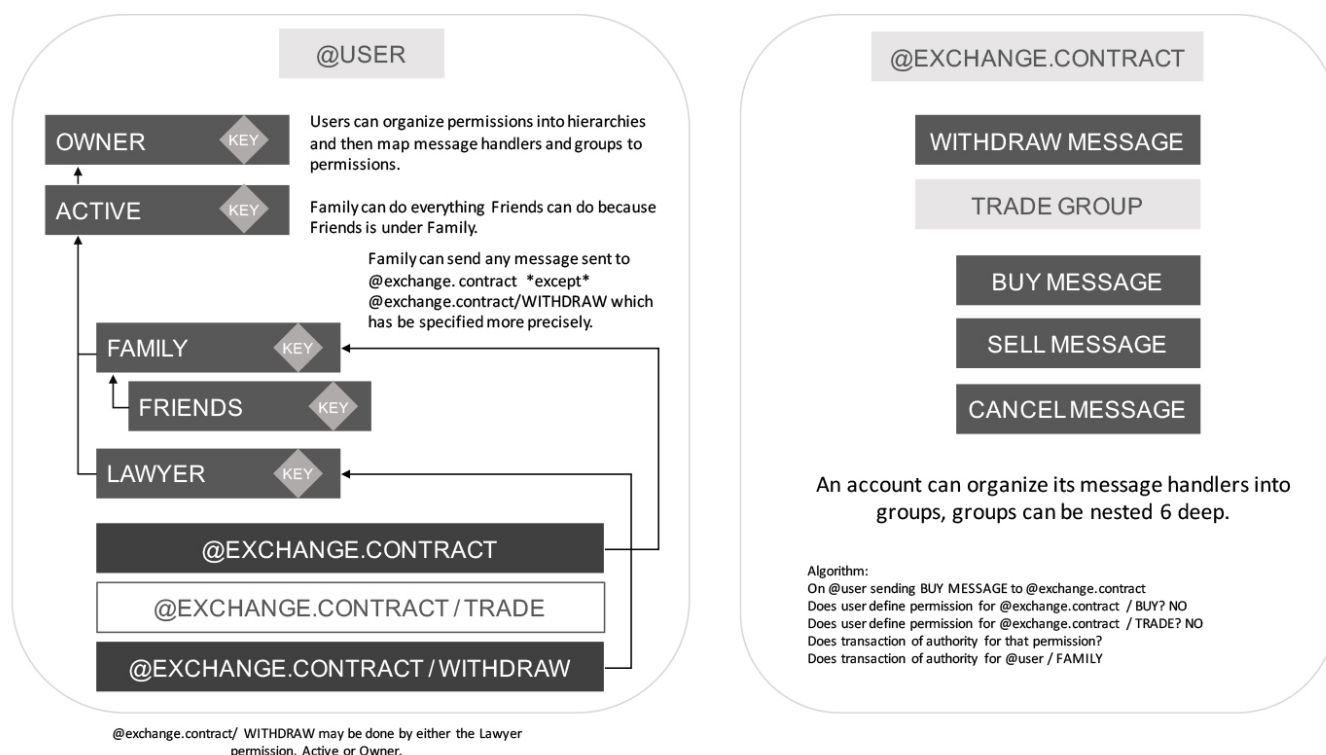 @USER
OWNER KEY
Users can organize permissions into hierarchies
and then map message handlers and groups to
permissions.
ACTIVE KEY
Family can do everything Friends can do because
Friends is under Family.
Family can send any message sent to
@exchange. contract *except*
@exchange.contract/WITHDRAW which
has be specified more precisely.
FAMILY KEY
FRIENDS KEY
LAWYER KEY
@EXCHANGE.CONTRACT
@EXCHANGE.CONTRACT / TRADE
@EXCHANGE.CONTRACT / WITHDRAW
@exchange.contract/ WITHDRAW may be done by either the Lawyer
permission, Active or Owner.
@EXCHANGE.CONTRACT
WITHDRAW MESSAGE
TRADE GROUP
BUY MESSAGE
SELL MESSAGE
CANCEL MESSAGE
An account can organize its message handlers into
groups, groups can be nested 6 deep.
Algorithm:
On @user sending BUY MESSAGE to @exchange.contract
Does user define permission for @exchange.contract / BUY? NO
Does user define permission for @exchange.contract / TRADE? NO
Does transaction of authority for that permission?
Does transaction of authority for @user / FAMILY